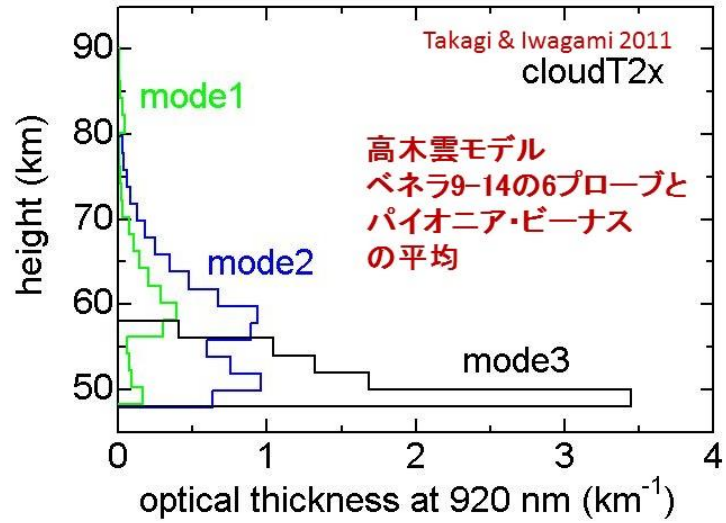 Takagi & Iwagami 2011
cloudT2x
mode1
高木雲モデル
ベネラ9-14の6プローブと
パイオニア・ビーナス
の平均
mode2
mode3
height (km)
90
80
70
60
50
0 1 2 3 4
optical thickness at 920 nm (km⁻¹)